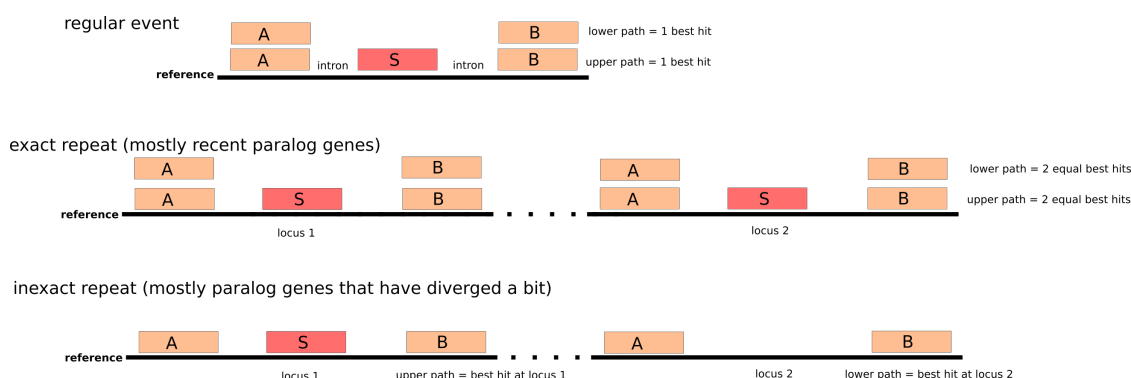 regular event
A B lower path = 1 best hit
A intron S intron B upper path = 1 best hit
reference
exact repeat (mostly recent paralog genes)
A B A B lower path = 2 equal best hits
A S B A S B upper path = 2 equal best hits
reference
locus 1 locus 2
inexact repeat (mostly paralog genes that have diverged a bit)
A S B A B
reference
locus 1 upper path = best hit at locus 1 locus 2 lower path = best hit at locus 2